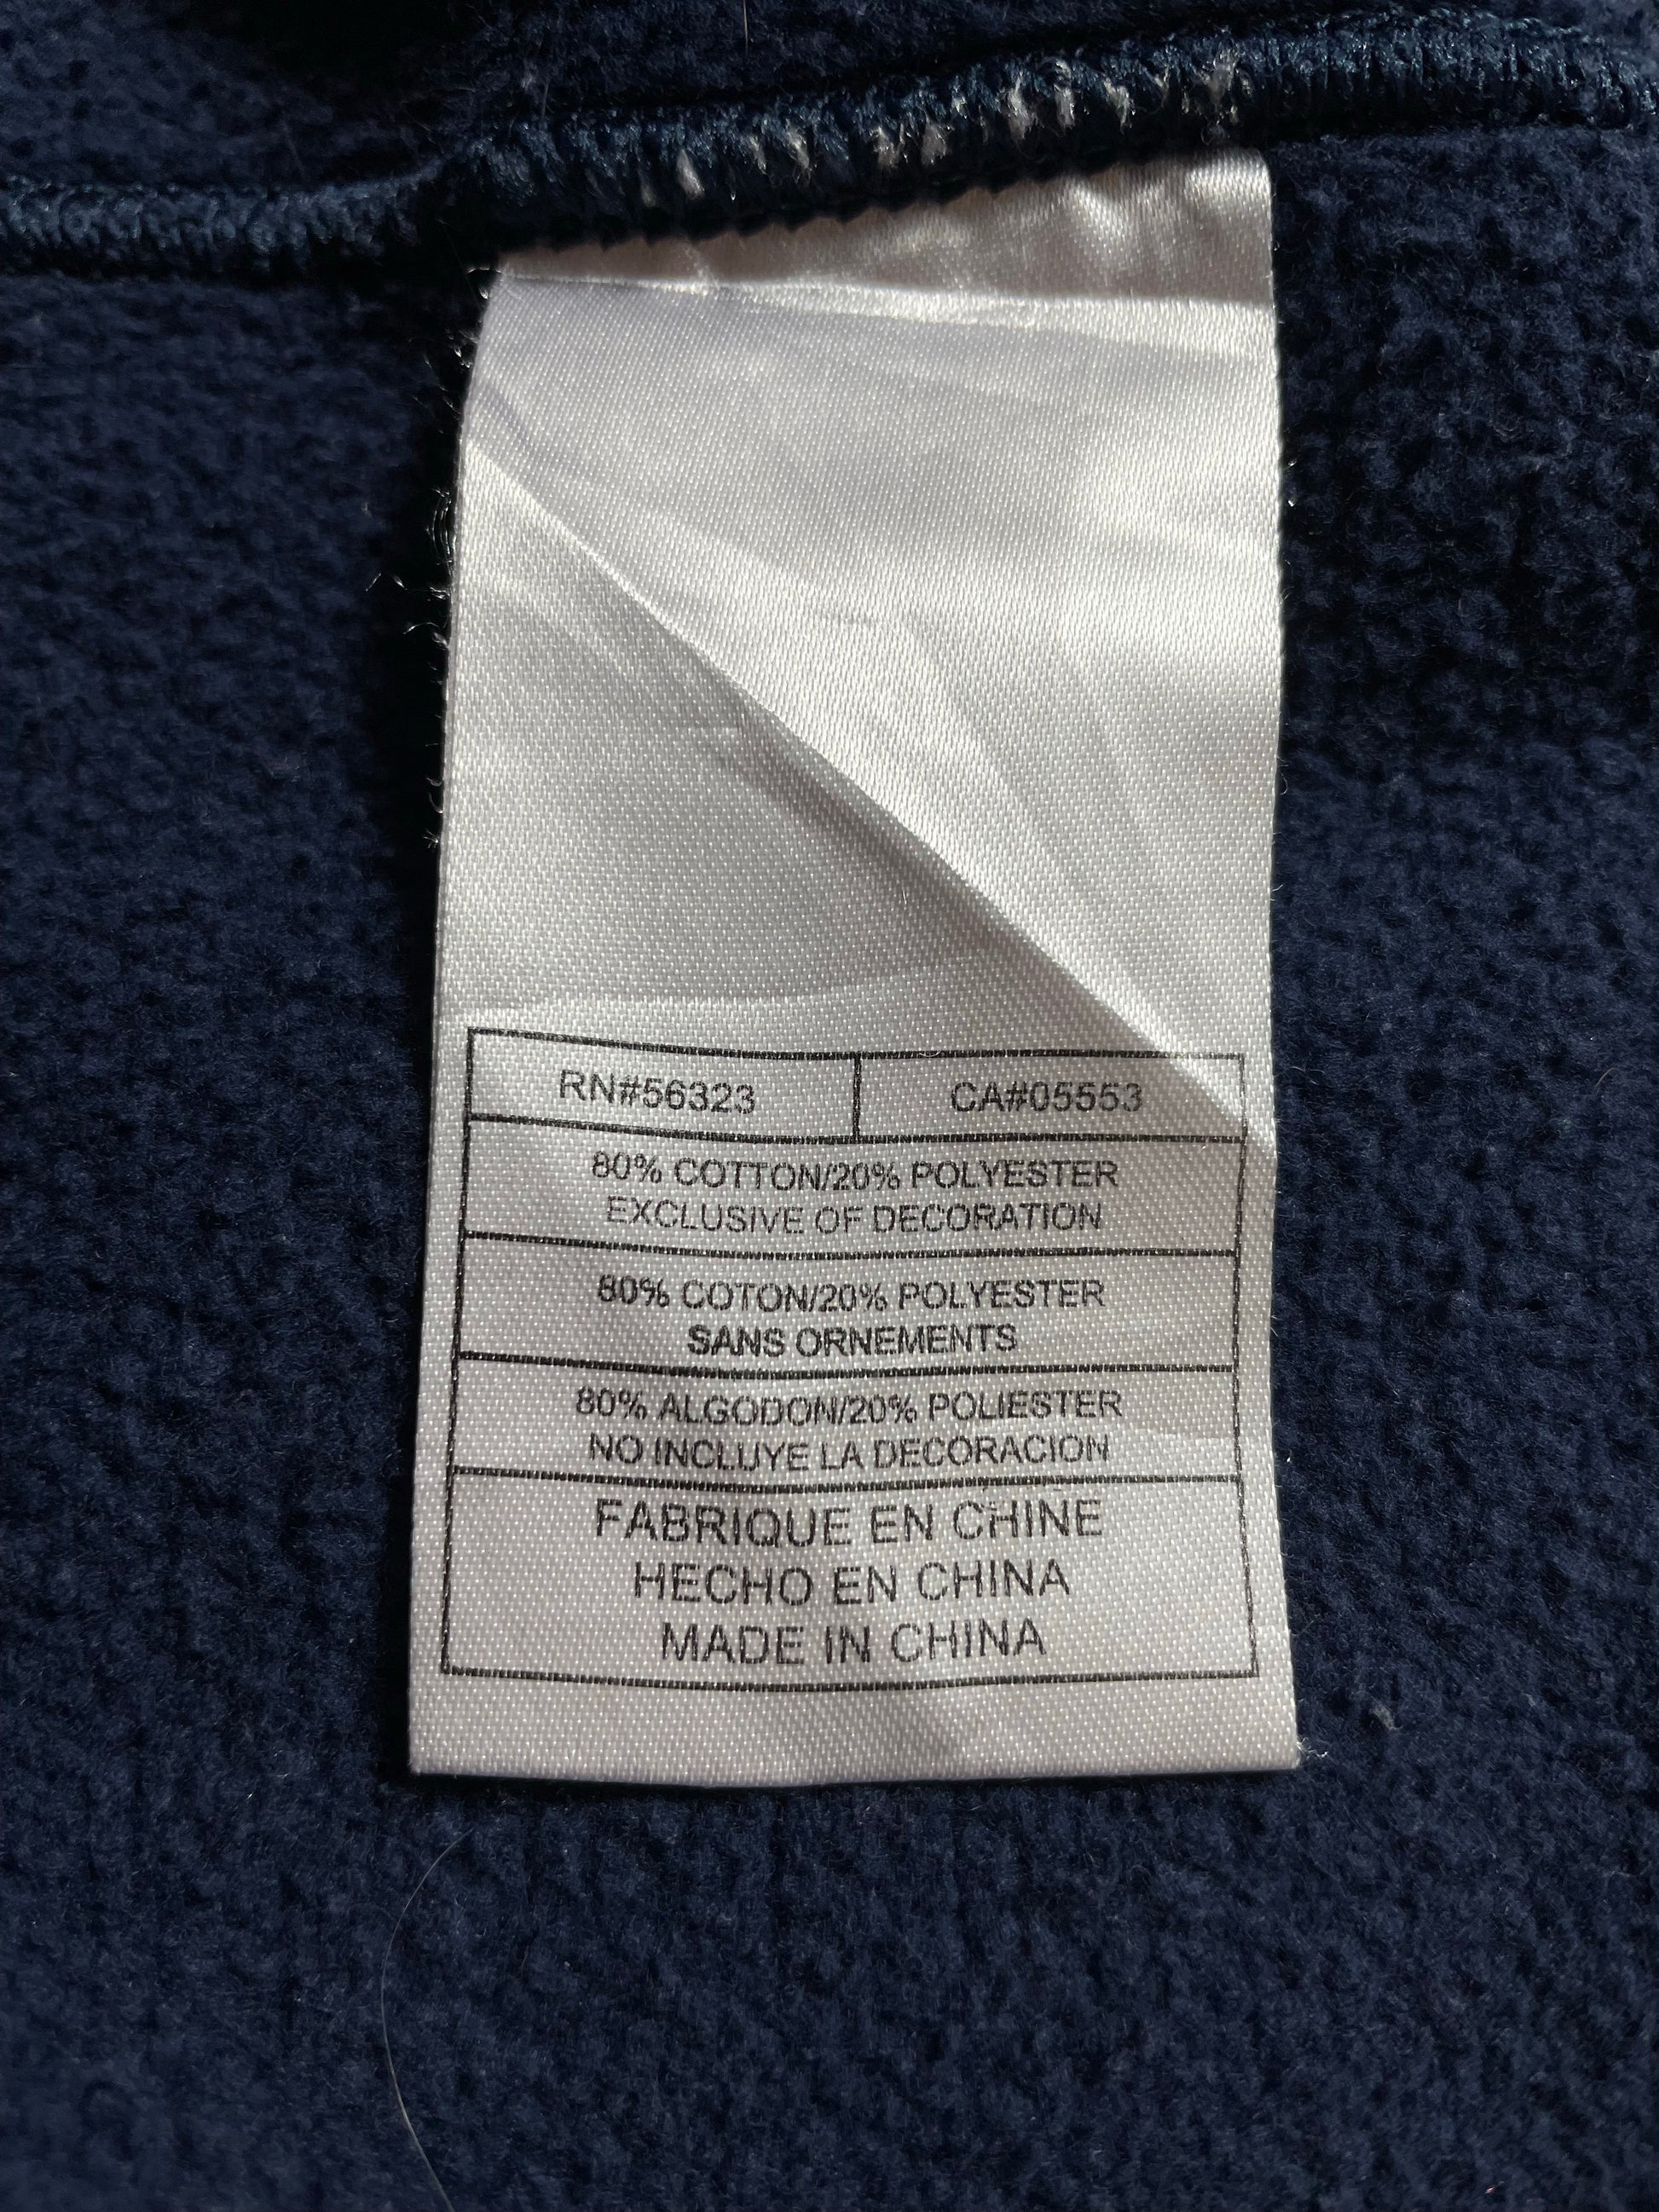 RN#56323 CA#05553
80% COTTON/20% POLYESTER
EXCLUSIVE OF DECORATION
80% COTON/20% POLYESTER
SANS ORNEMENTS
80% ALGODON/20% POLIESTER
NO INCLUYE LA DECORACION
FABRIQUE EN CHINE
HECHO EN CHINA
MADE IN CHINA